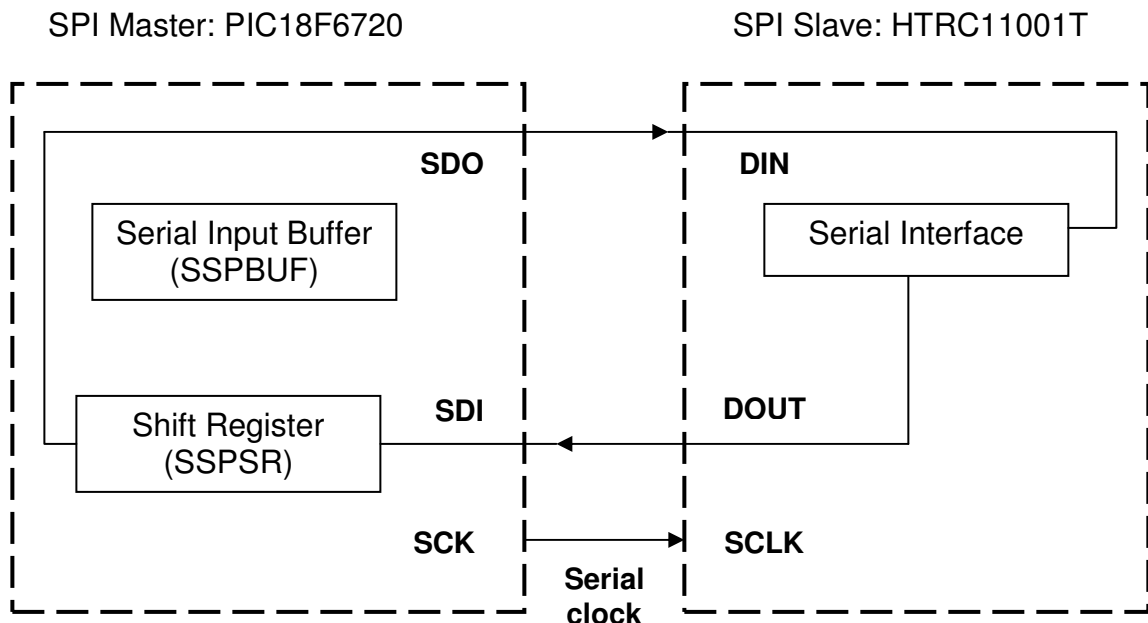 SPI Master: PIC18F6720
SPI Slave: HTRC11001T
SDO
DIN
Serial Input Buffer
(SSPBUF)
Serial Interface
SDI
DOUT
Shift Register
(SSPSR)
SCK
SCLK
Serial
clock